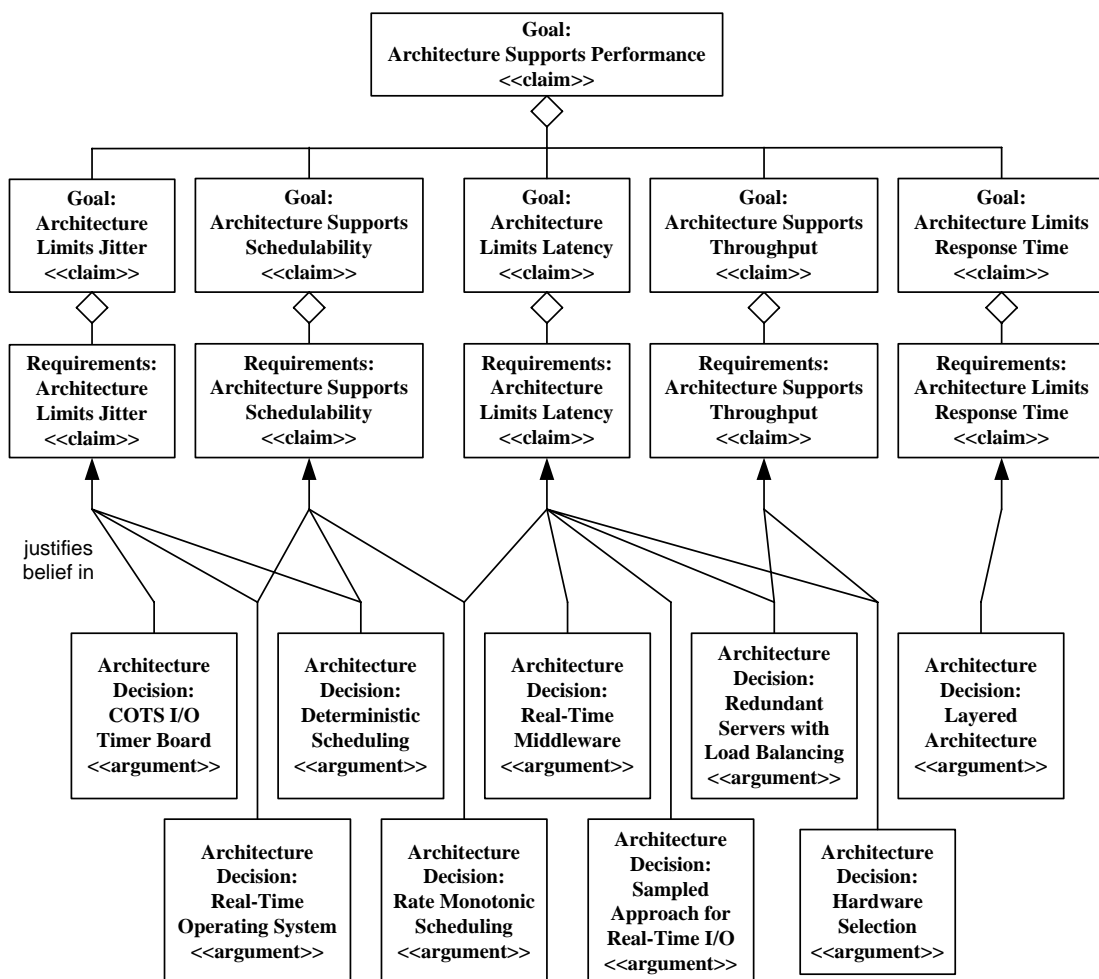 Goal:
Architecture Supports Performance
<<claim>>
Goal:
Architecture
Limits Jitter
<<claim>>
Goal:
Architecture Supports
Schedulability
<<claim>>
Goal:
Architecture
Limits Latency
<<claim>>
Goal:
Architecture Supports
Throughput
<<claim>>
Goal:
Architecture Limits
Response Time
<<claim>>
Requirements:
Architecture
Limits Jitter
<<claim>>
Requirements:
Architecture Supports
Schedulability
<<claim>>
Requirements:
Architecture
Limits Latency
<<claim>>
Requirements:
Architecture Supports
Throughput
<<claim>>
Requirements:
Architecture Limits
Response Time
<<claim>>
justifies
belief in
Architecture
Decision:
COTS I/O
Timer Board
<<argument>>
Architecture
Decision:
Deterministic
Scheduling
<<argument>>
Architecture
Decision:
Real-Time
Middleware
<<argument>>
Architecture
Decision:
Redundant
Servers with
Load Balancing
<<argument>>
Architecture
Decision:
Layered
Architecture
<<argument>>
Architecture
Decision:
Real-Time
Operating System
<<argument>>
Architecture
Decision:
Rate Monotonic
Scheduling
<<argument>>
Architecture
Decision:
Sampled
Approach for
Real-Time I/O
<<argument>>
Architecture
Decision:
Hardware
Selection
<<argument>>